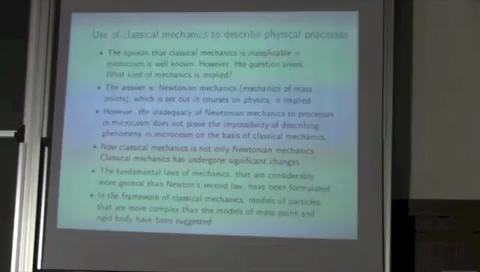 Use of classical mechanics to describe physical processes
• The opinion that classical mechanics is inapplicable in
microcosm is well known. However, the question arises:
What kind of mechanics is implied?
• The answer is: Newtonian mechanics (mechanics of mass
points), which is set out in courses on physics, is implied.
• However, the inadequacy of Newtonian mechanics to processes
in microcosm does not prove the impossibility of describing
phenomena in microcosm on the basis of classical mechanics.
• Now classical mechanics is not only Newtonian mechanics.
Classical mechanics has undergone significant changes.
• The fundamental laws of mechanics, that are considerably
more general than Newton's second law, have been formulated.
• In the framework of classical mechanics, models of particles,
that are more complex than the models of mass point and
rigid body have been suggested.